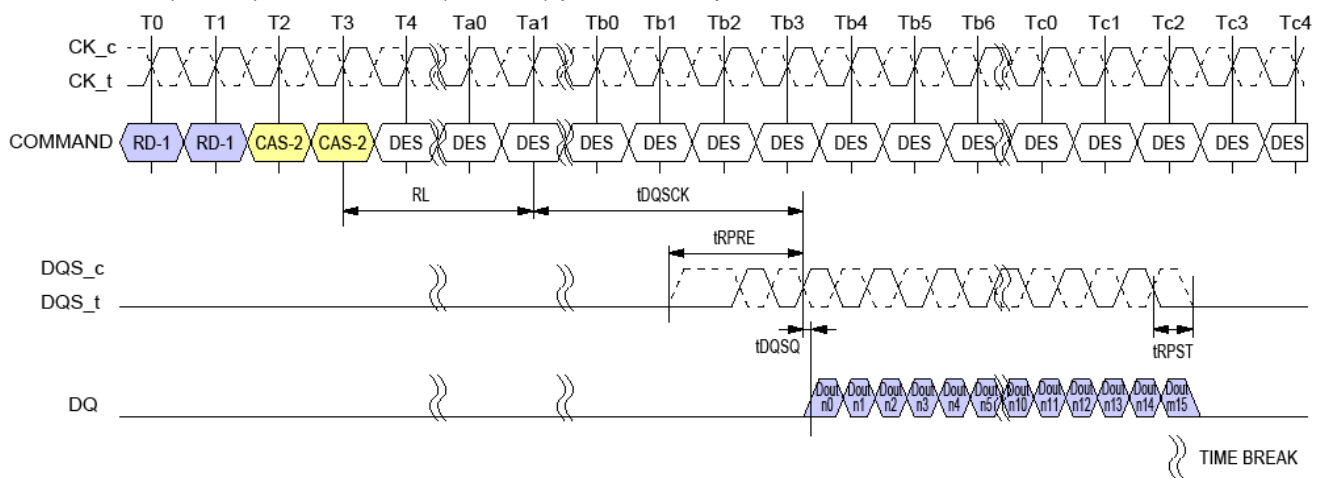 T0 T1 T2 T3 T4 Ta0 Ta1 Tb0 Tb1 Tb2 Tb3 Tb4 Tb5 Tb6 Tc0 Tc1 Tc2 Tc3 Tc4
CK_c
CK_t
COMMAND RD-1 RD-1 CAS-2 CAS-2 DES DES DES DES DES DES DES DES DES DES DES DES DES DES DES
RL tDQSCK
tRPRE
DQS_c
DQS_t
tDQSQ tRPST
DQ Dout n0 Dout n1 Dout n2 Dout n3 Dout n4 Dout n5 Dout n10 Dout n11 Dout n12 Dout n13 Dout n14 Dout m15
TIME BREAK